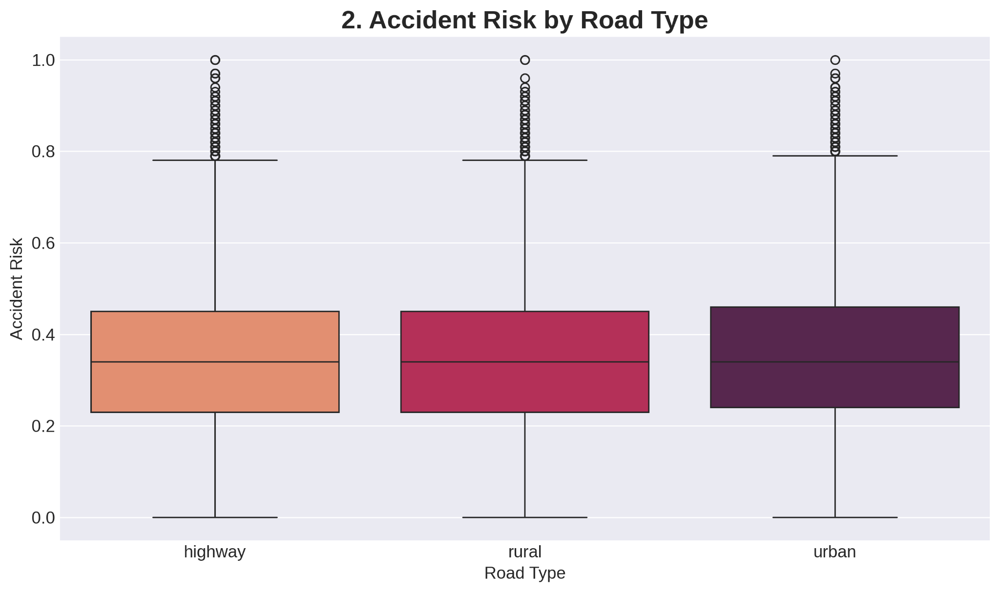 2. Accident Risk by Road Type
Accident Risk
1.0
0.8
0.6
0.4
0.2
0.0
highway
rural
urban
Road Type